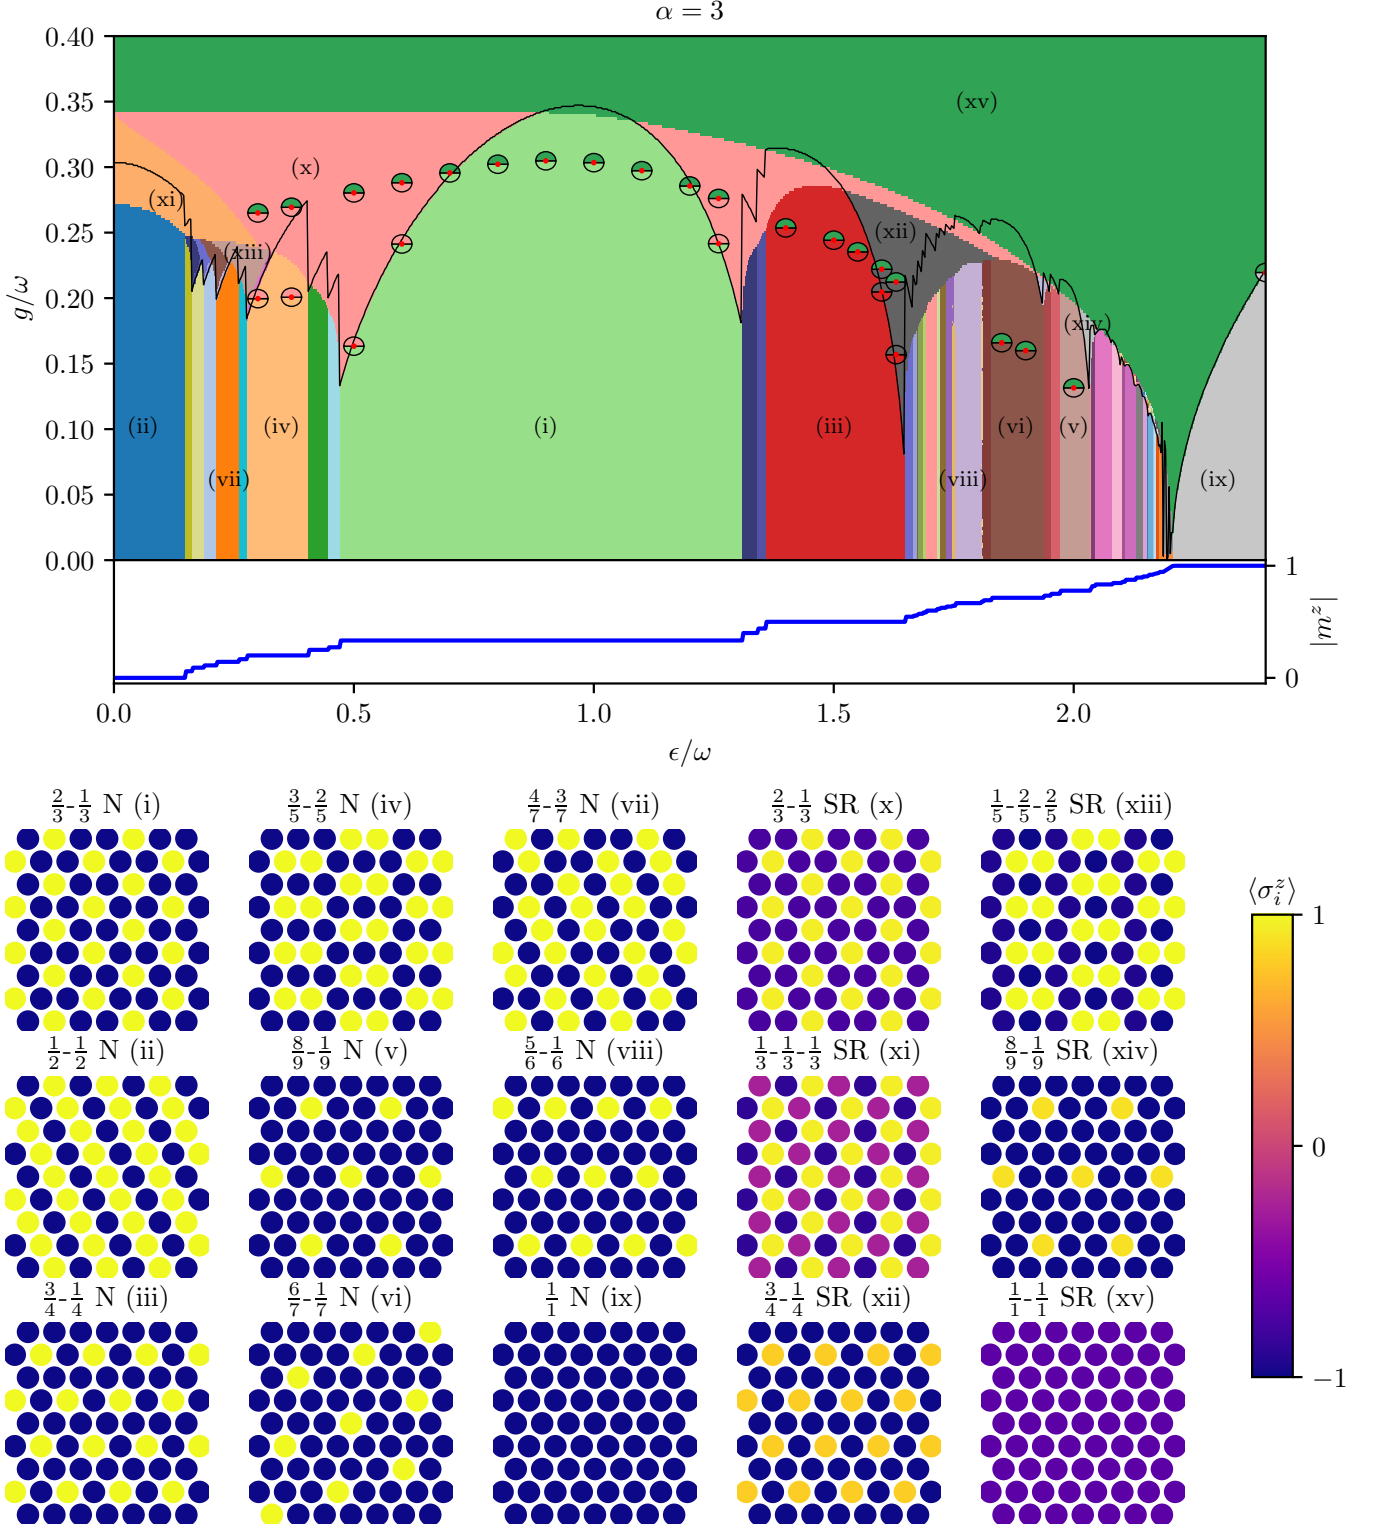 α = 3
0.40
0.35
0.30
0.25
0.20
0.15
0.10
0.05
0.00
g/ω
(xv)
(x)
(xi)
(xii)
(xiii)
(xiv)
(ii)
(iv)
(i)
(iii)
(vi)
(v)
(vii)
(viii)
(ix)
1
0
|m^z|
0.0 0.5 1.0 1.5 2.0
ϵ/ω
2/3-1/3 N (i) 3/5-2/5 N (iv) 4/7-3/7 N (vii) 2/3-1/3 SR (x) 1/5-2/5-2/5 SR (xiii)
1/2-1/2 N (ii) 8/9-1/9 N (v) 5/6-1/6 N (viii) 1/3-1/3-1/3 SR (xi) 8/9-1/9 SR (xiv)
3/4-1/4 N (iii) 6/7-1/7 N (vi) 1/1 N (ix) 3/4-1/4 SR (xii) 1/1-1/1 SR (xv)
⟨σ_i^z⟩
1
0
−1